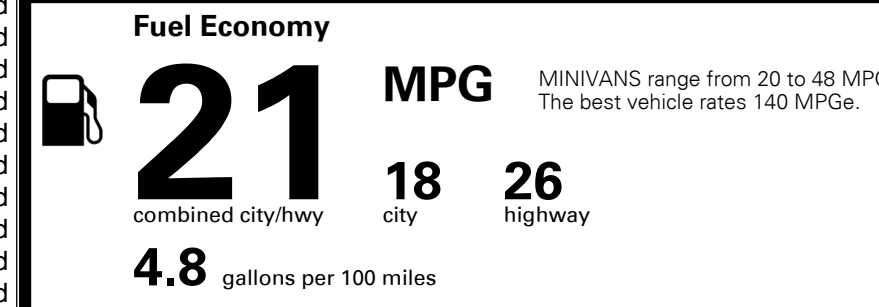 Fuel Economy
21 MPG
MINIVANS range from 20 to 48
The best vehicle rates 140 MPGe.
18 26
combined city/hwy city highway
4.8 gallons per 100 miles